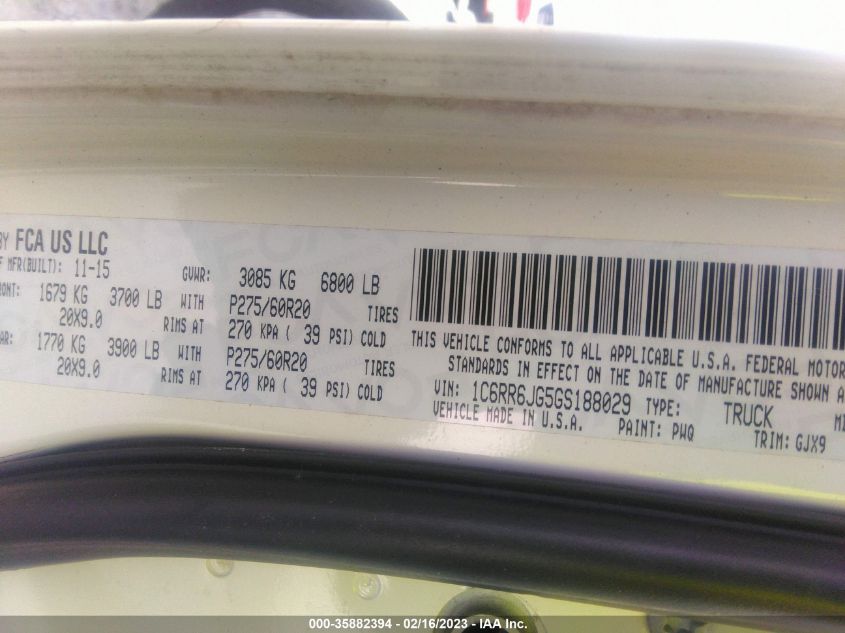 BY FCA US LLC
F MFR(BUILT): 11-15 GVWR: 3085 KG 6800 LB
RONT: 1679 KG 3700 LB WITH P275/60R20 TIRES
20X9.0 RIMS AT 270 KPA ( 39 PSI) COLD
AR: 1770 KG 3900 LB WITH P275/60R20 TIRES
20X9.0 RIMS AT 270 KPA ( 39 PSI) COLD
THIS VEHICLE CONFORMS TO ALL APPLICABLE U.S.A. FEDERAL MOTOR
STANDARDS IN EFFECT ON THE DATE OF MANUFACTURE SHOWN A
VIN: 1C6RR6JG5GS188029 TYPE: TRUCK
VEHICLE MADE IN U.S.A. PAINT: PWQ TRIM: GJX9
000-35882394 - 02/16/2023 - IAA Inc.